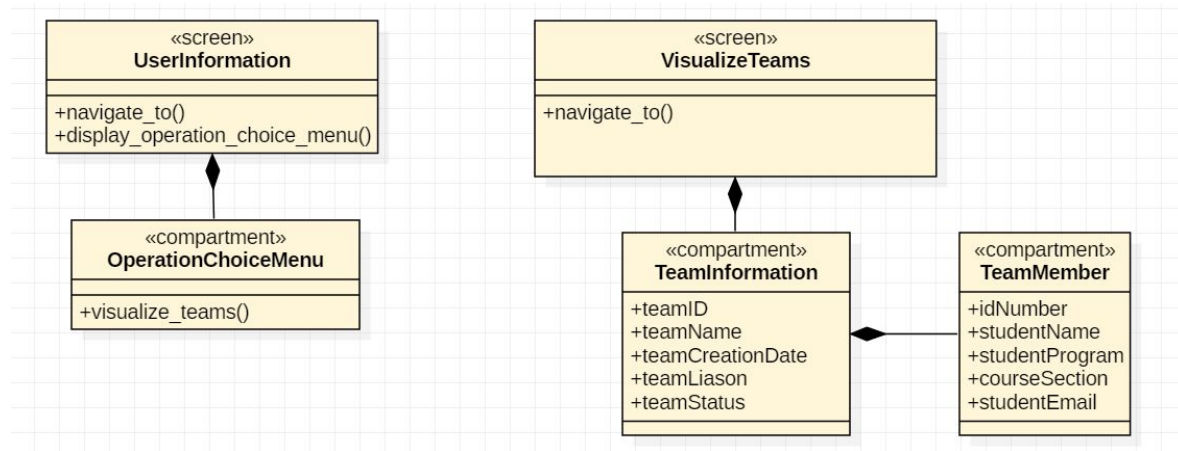 «screen»
UserInformation
+navigate_to()
+display_operation_choice_menu()
«compartment»
OperationChoiceMenu
+visualize_teams()
«screen»
VisualizeTeams
+navigate_to()
«compartment»
TeamInformation
+teamID
+teamName
+teamCreationDate
+teamLiason
+teamStatus
«compartment»
TeamMember
+idNumber
+studentName
+studentProgram
+courseSection
+studentEmail